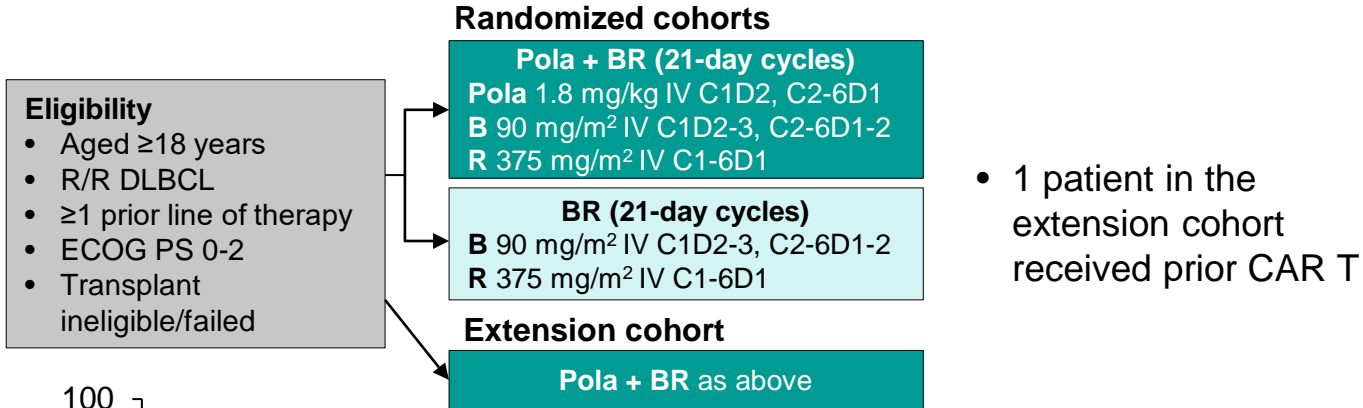 Randomized cohorts
Pola + BR (21-day cycles)
Pola 1.8 mg/kg IV C1D2, C2-6D1
B 90 mg/m² IV C1D2-3, C2-6D1-2
R 375 mg/m² IV C1-6D1
Eligibility
• Aged ≥18 years
• R/R DLBCL
• ≥1 prior line of therapy
• ECOG PS 0-2
• Transplant
ineligible/failed
BR (21-day cycles)
B 90 mg/m² IV C1D2-3, C2-6D1-2
R 375 mg/m² IV C1-6D1
Extension cohort
Pola + BR as above
• 1 patient in the
extension cohort
received prior CAR T
100